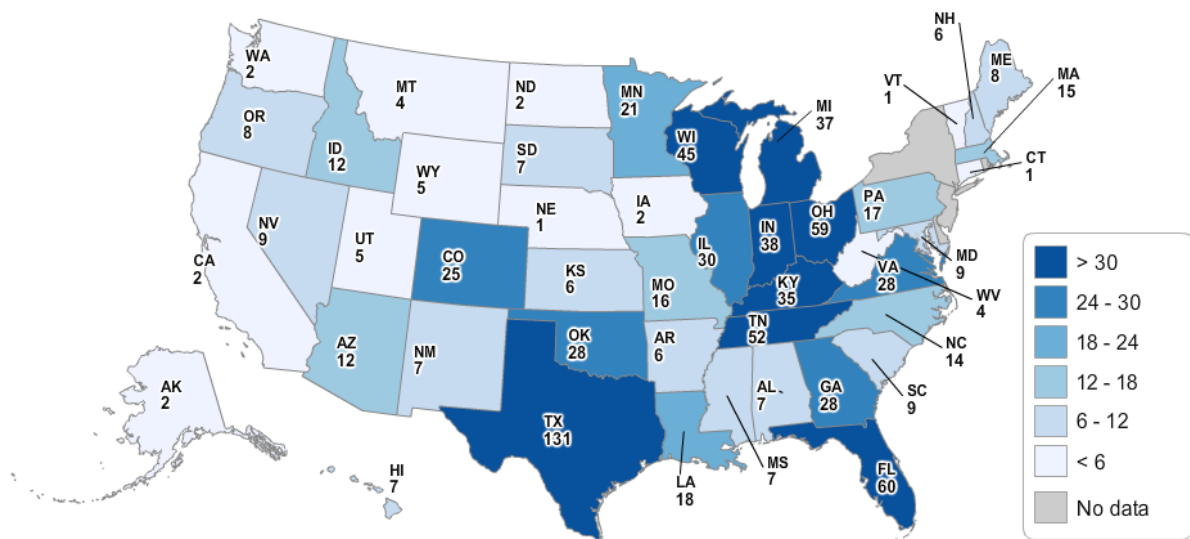 NH
6
ME
8
MA
15
VT
1
CT
1
WA
2
MT
4
ND
2
MN
21
MI
37
OR
8
ID
12
SD
7
WI
45
WY
5
IA
2
PA
17
NE
1
OH
59
IN
38
IL
30
NV
9
UT
5
CO
25
CA
2
KS
6
MO
16
KY
35
VA
28
MD
9
WV
4
TN
52
NC
14
AZ
12
NM
7
OK
28
AR
6
SC
9
AL
7
GA
28
MS
7
TX
131
LA
18
FL
60
AK
2
HI
7
> 30
24 - 30
18 - 24
12 - 18
6 - 12
< 6
No data